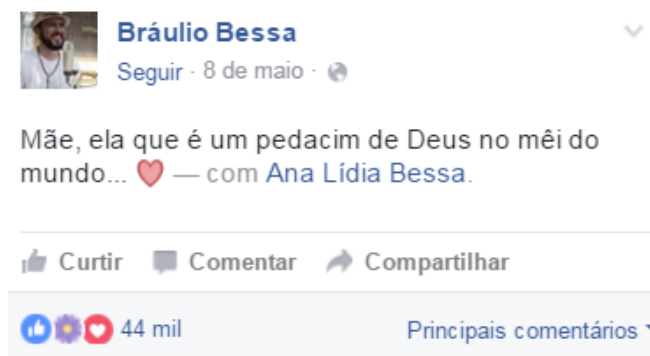 Bráulio Bessa
Seguir · 8 de maio ·
Mãe, ela que é um pedacim de Deus no mêi do
mundo... ❤ — com Ana Lídia Bessa.
Curtir Comentar Compartilhar
44 mil Principais comentários